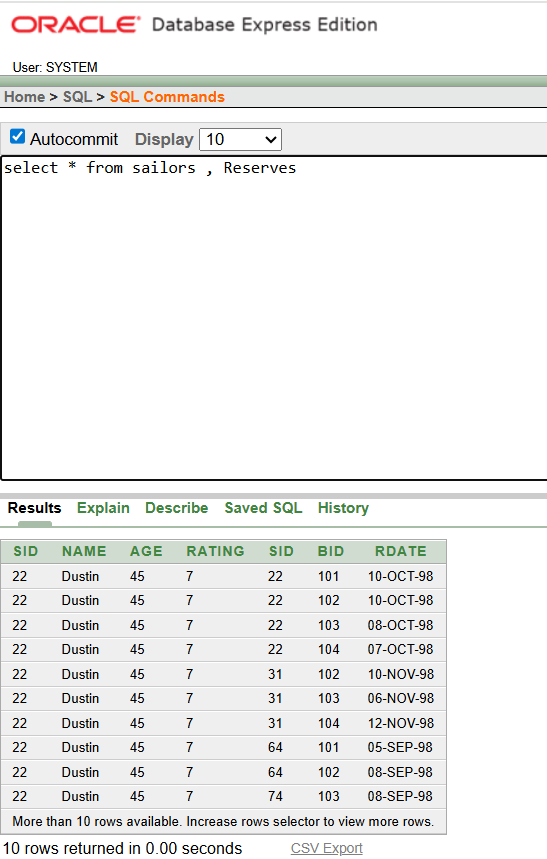 ORACLE Database Express Edition
User: SYSTEM
Home > SQL > SQL Commands
Autocommit Display 10
select * from sailors , Reserves
Results Explain Describe Saved SQL History
SID NAME AGE RATING SID BID RDATE
22 Dustin 45 7 22 101 10-OCT-98
22 Dustin 45 7 22 102 10-OCT-98
22 Dustin 45 7 22 103 08-OCT-98
22 Dustin 45 7 22 104 07-OCT-98
22 Dustin 45 7 31 102 10-NOV-98
22 Dustin 45 7 31 103 06-NOV-98
22 Dustin 45 7 31 104 12-NOV-98
22 Dustin 45 7 64 101 05-SEP-98
22 Dustin 45 7 64 102 08-SEP-98
22 Dustin 45 7 74 103 08-SEP-98
More than 10 rows available. Increase rows selector to view more rows.
10 rows returned in 0.00 seconds CSV Export